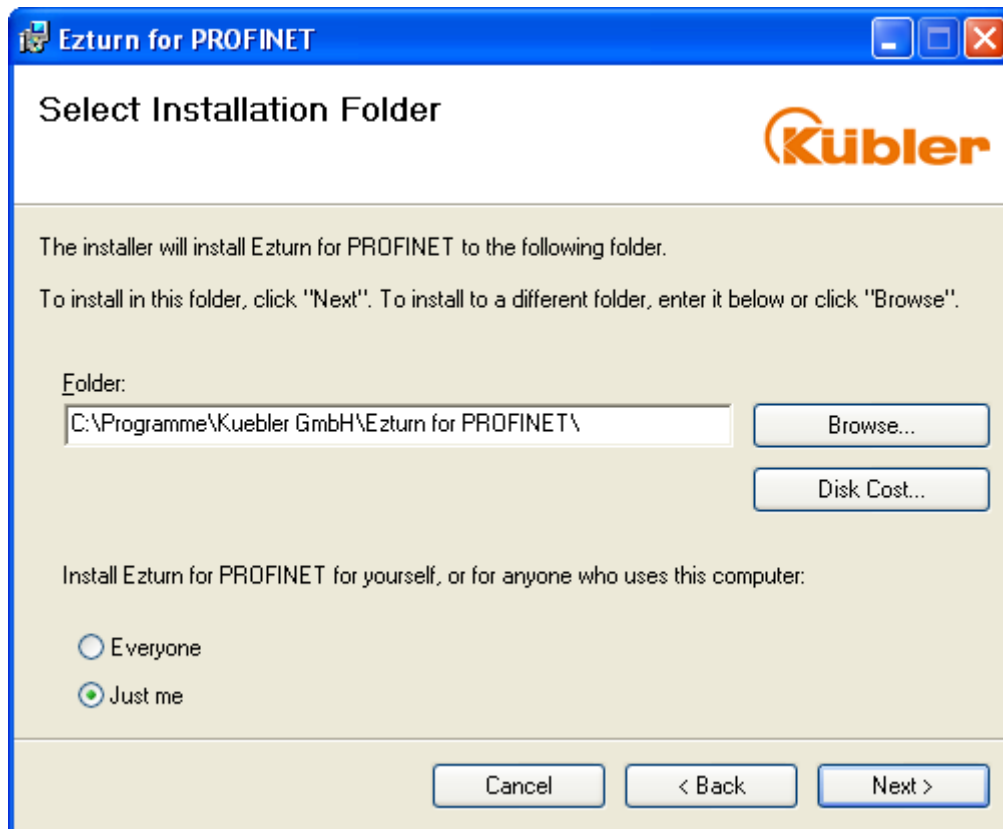 Ezturn for PROFINET
Select Installation Folder
Kübler
The installer will install Ezturn for PROFINET to the following folder.
To install in this folder, click "Next". To install to a different folder, enter it below or click "Browse".
Folder:
C:\Programme\Kuebler GmbH\Ezturn for PROFINET\
Browse...
Disk Cost...
Install Ezturn for PROFINET for yourself, or for anyone who uses this computer:
Everyone
Just me
Cancel
< Back
Next >